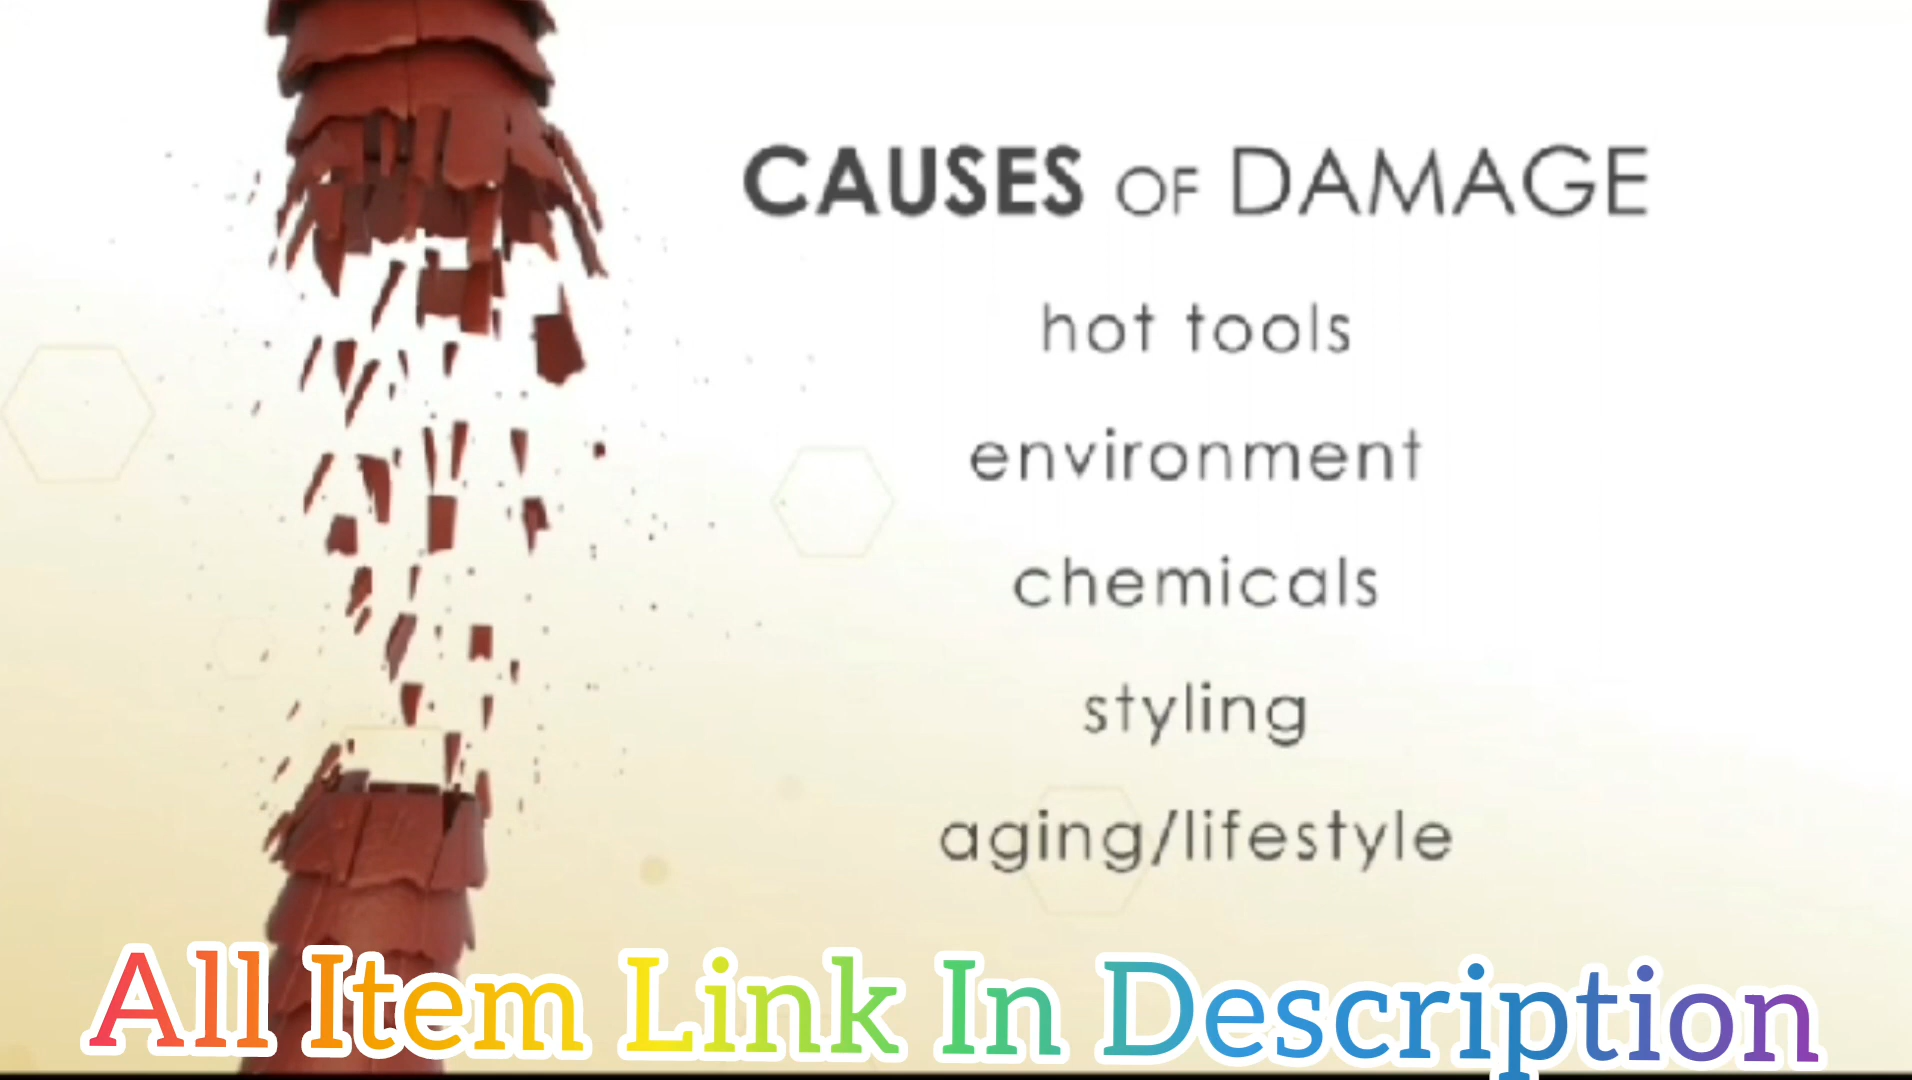 CAUSES OF DAMAGE
hot tools
environment
chemicals
styling
aging/lifestyle
All Item Link In Description